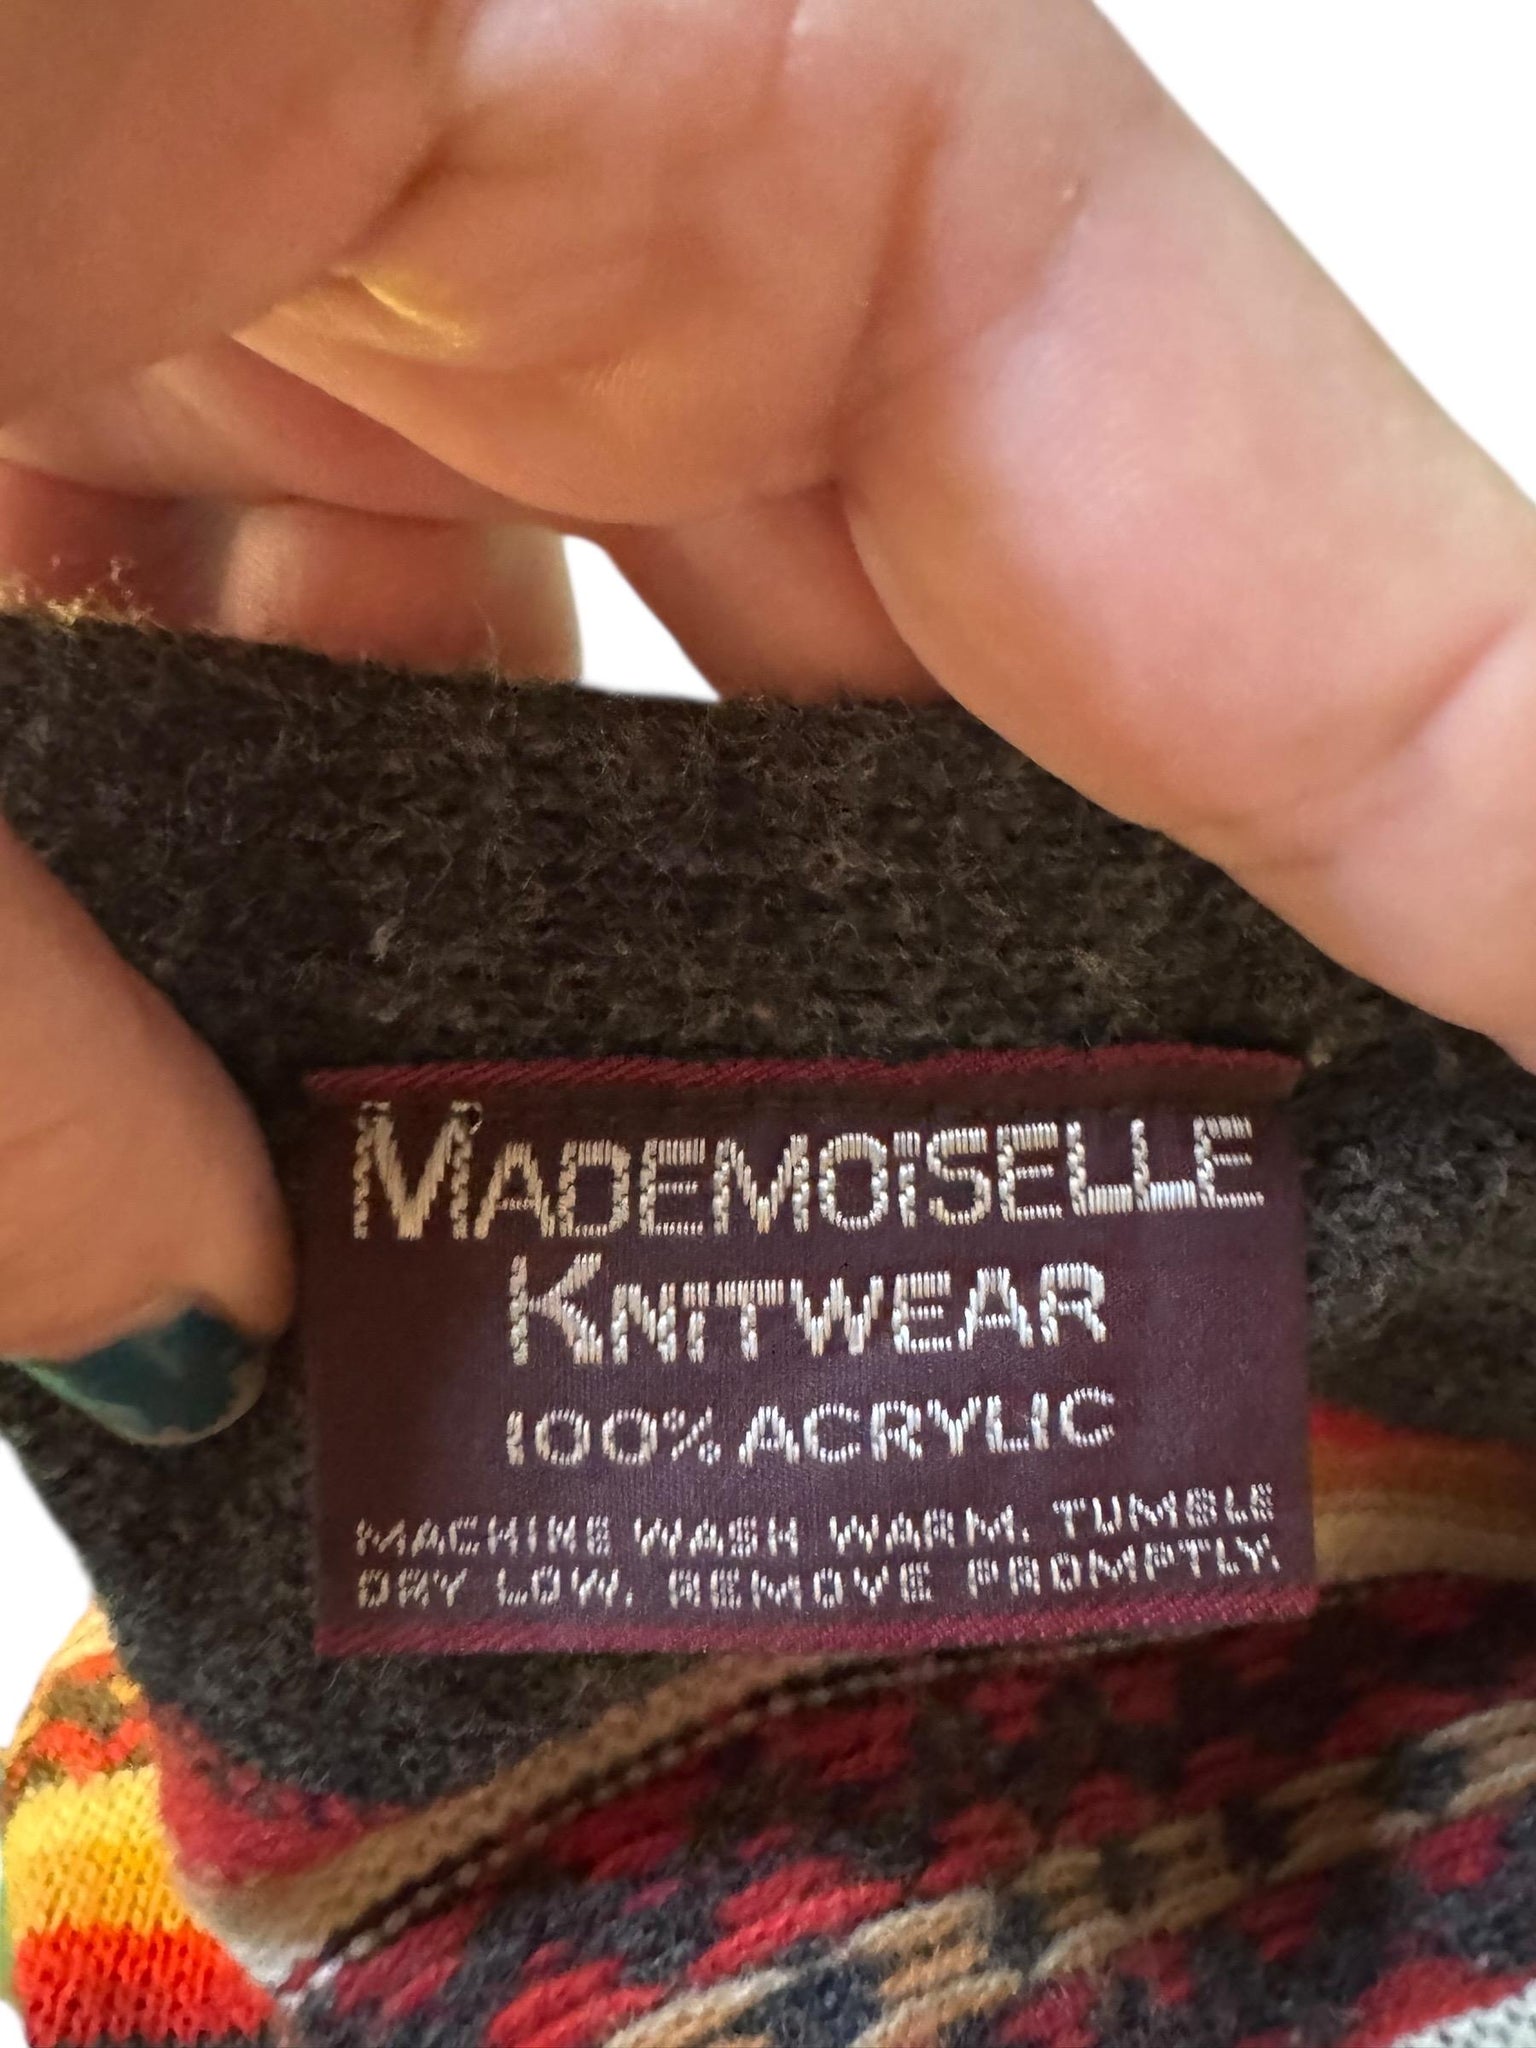 MADEMOiSELLE
KNiTWEAR
100% ACRYLIC
MACHINE WASH WARM. TUMBLE
DRY LOW. REMOVE PROMPTLY.